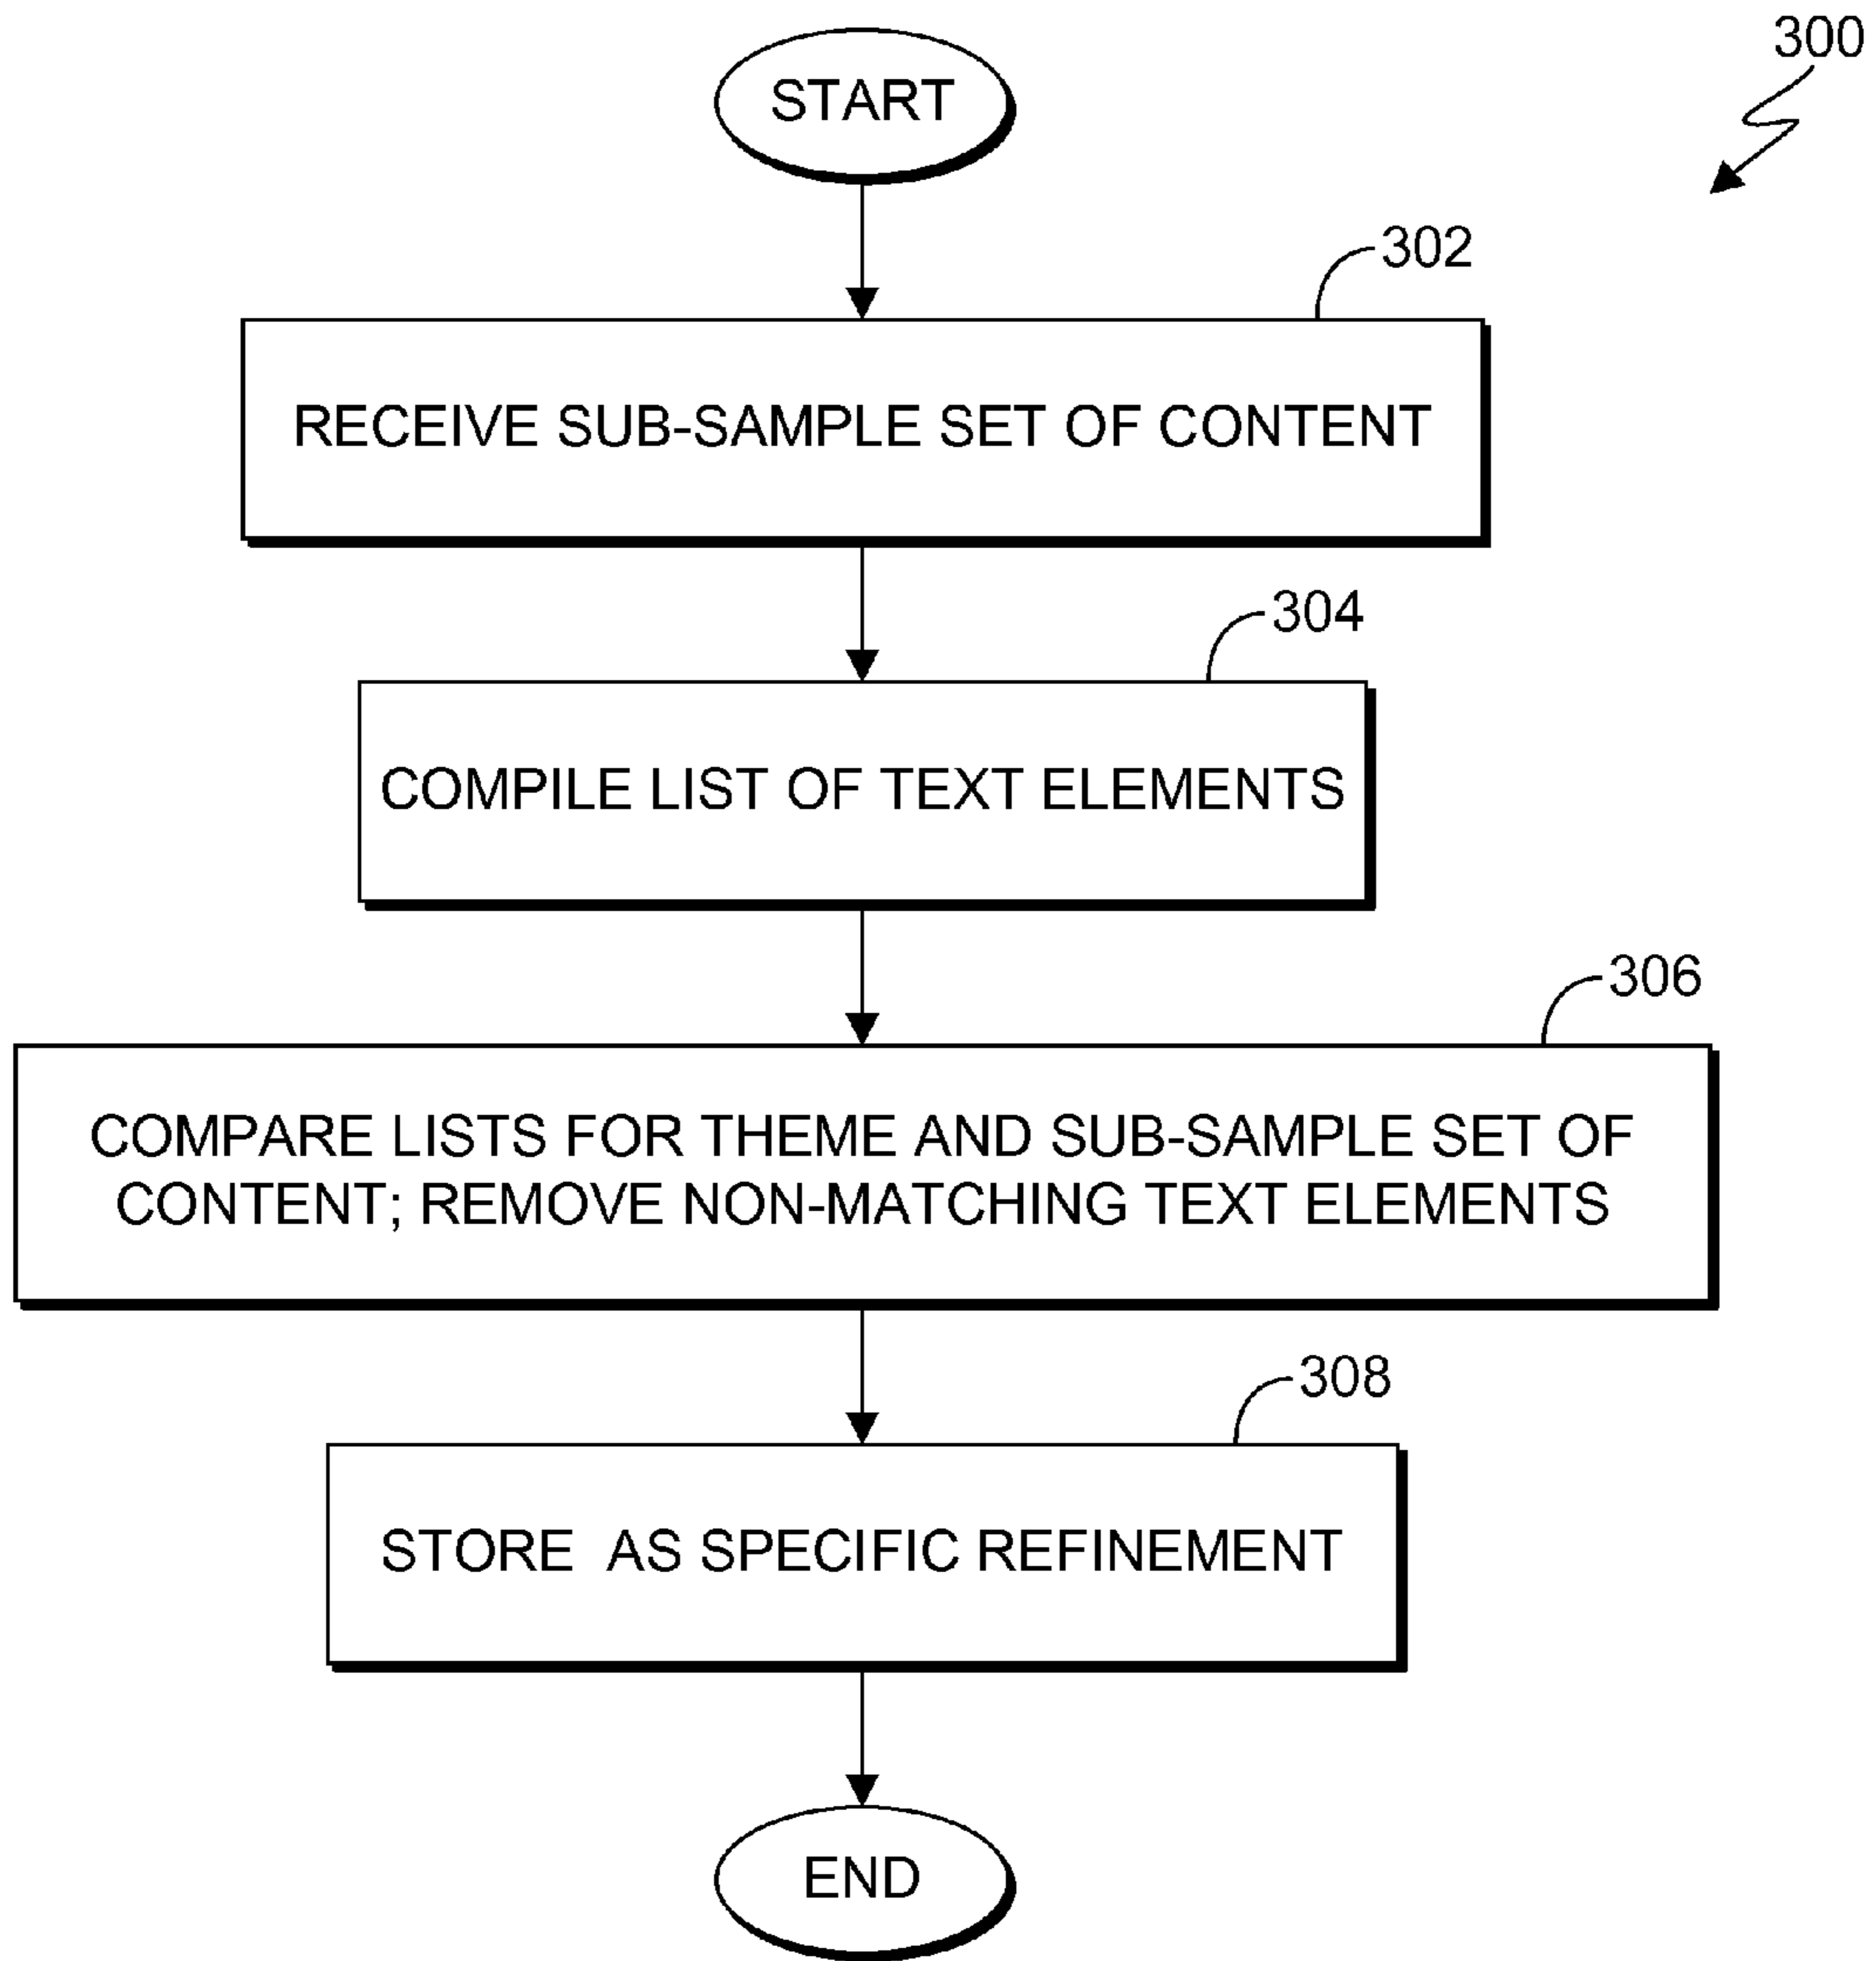 300
START
302
RECEIVE SUB-SAMPLE SET OF CONTENT
304
COMPILE LIST OF TEXT ELEMENTS
306
COMPARE LISTS FOR THEME AND SUB-SAMPLE SET OF
CONTENT; REMOVE NON-MATCHING TEXT ELEMENTS
308
STORE AS SPECIFIC REFINEMENT
END